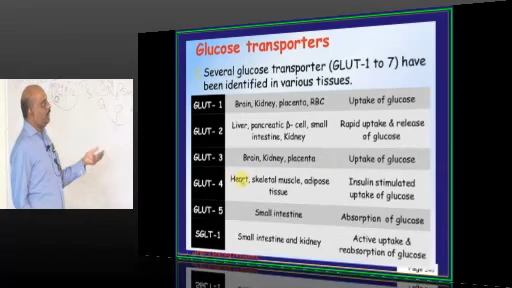 Glucose transporters
Several glucose transporter (GLUT-1 to 7) have
been identified in various tissues.
GLUT- 1 Brain, Kidney, placenta, RBC Uptake of glucose
GLUT- 2 Liver, pancreatic β- cell, small intestine, Kidney Rapid uptake & release of glucose
GLUT- 3 Brain, Kidney, placenta Uptake of glucose
GLUT- 4 Heart, skeletal muscle, adipose tissue Insulin stimulated uptake of glucose
GLUT- 5 Small intestine Absorption of glucose
SGLT-1 Small intestine and kidney Active uptake & reabsorption of glucose
Page